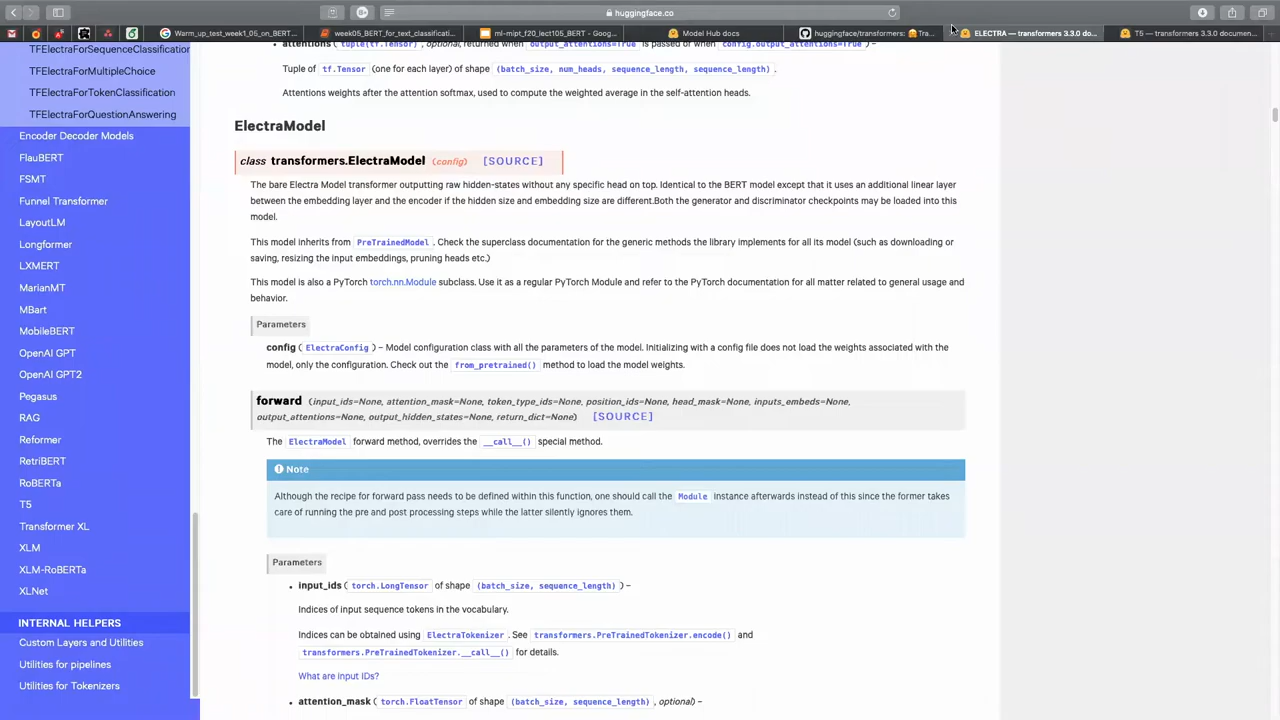 huggingface.co
Warm_up_test_week1_05_on_BERT...
week05_BERT_for_text_classificati...
ml-mipt_f20_lect105_BERT - Goog...
Model Hub docs
huggingface/transformers: 🤗Tra...
ELECTRA — transformers 3.3.0 do...
T5 — transformers 3.3.0 documen...
TFElectraForSequenceClassification
TFElectraForMultipleChoice
TFElectraForTokenClassification
TFElectraForQuestionAnswering
Encoder Decoder Models
FlauBERT
FSMT
Funnel Transformer
LayoutLM
Longformer
LXMERT
MarianMT
MBart
MobileBERT
OpenAI GPT
OpenAI GPT2
Pegasus
RAG
Reformer
RetriBERT
RoBERTa
T5
Transformer XL
XLM
XLM-RoBERTa
XLNet
INTERNAL HELPERS
Custom Layers and Utilities
Utilities for pipelines
Utilities for Tokenizers
attentions (tuple(tf.Tensor), optional, returned when output_attentions=True is passed or when config.output_attentions=True) –
Tuple of tf.Tensor (one for each layer) of shape (batch_size, num_heads, sequence_length, sequence_length).
Attentions weights after the attention softmax, used to compute the weighted average in the self-attention heads.
ElectraModel
class transformers.ElectraModel (config) [SOURCE]
The bare Electra Model transformer outputting raw hidden-states without any specific head on top. Identical to the BERT model except that it uses an additional linear layer
between the embedding layer and the encoder if the hidden size and embedding size are different.Both the generator and discriminator checkpoints may be loaded into this
model.
This model inherits from PreTrainedModel. Check the superclass documentation for the generic methods the library implements for all its model (such as downloading or
saving, resizing the input embeddings, pruning heads etc.)
This model is also a PyTorch torch.nn.Module subclass. Use it as a regular PyTorch Module and refer to the PyTorch documentation for all matter related to general usage and
behavior.
Parameters
config (ElectraConfig) – Model configuration class with all the parameters of the model. Initializing with a config file does not load the weights associated with the
model, only the configuration. Check out the from_pretrained() method to load the model weights.
forward (input_ids=None, attention_mask=None, token_type_ids=None, position_ids=None, head_mask=None, inputs_embeds=None,
output_attentions=None, output_hidden_states=None, return_dict=None) [SOURCE]
The ElectraModel forward method, overrides the __call__() special method.
Note
Although the recipe for forward pass needs to be defined within this function, one should call the Module instance afterwards instead of this since the former takes
care of running the pre and post processing steps while the latter silently ignores them.
Parameters
• input_ids (torch.LongTensor of shape (batch_size, sequence_length)) –
Indices of input sequence tokens in the vocabulary.
Indices can be obtained using ElectraTokenizer. See transformers.PreTrainedTokenizer.encode() and
transformers.PreTrainedTokenizer.__call__() for details.
What are input IDs?
• attention_mask (torch.FloatTensor of shape (batch_size, sequence_length), optional) –